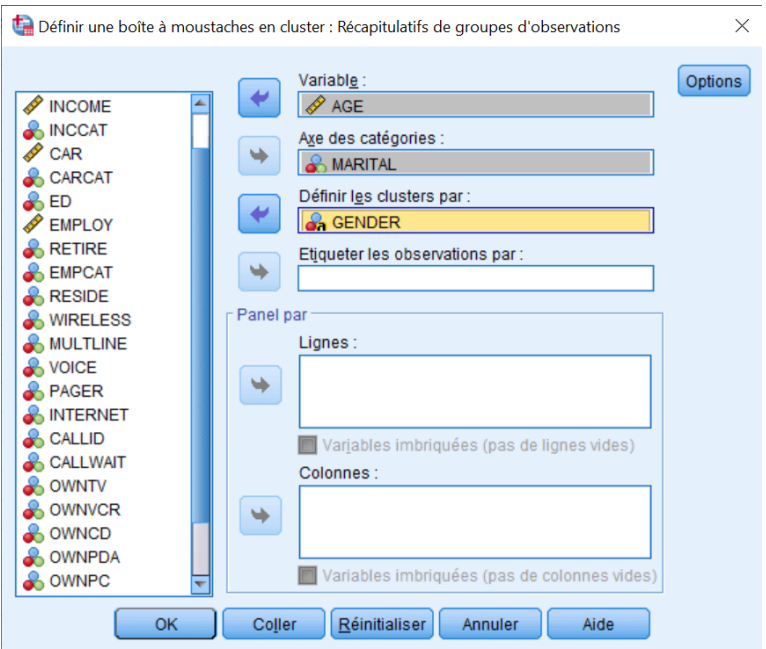 Définir une boîte à moustaches en cluster : Récapitulatifs de groupes d'observations
INCOME
INCCAT
CAR
CARCAT
ED
EMPLOY
RETIRE
EMPCAT
RESIDE
WIRELESS
MULTLINE
VOICE
PAGER
INTERNET
CALLID
CALLWAIT
OWNTV
OWNVCR
OWNCD
OWNPDA
OWNPC
Variable :
AGE
Axe des catégories :
MARITAL
Définir les clusters par :
GENDER
Etiqueter les observations par :
Panel par
Lignes :
Variables imbriquées (pas de lignes vides)
Colonnes :
Variables imbriquées (pas de colonnes vides)
Options
OK
Coller
Réinitialiser
Annuler
Aide